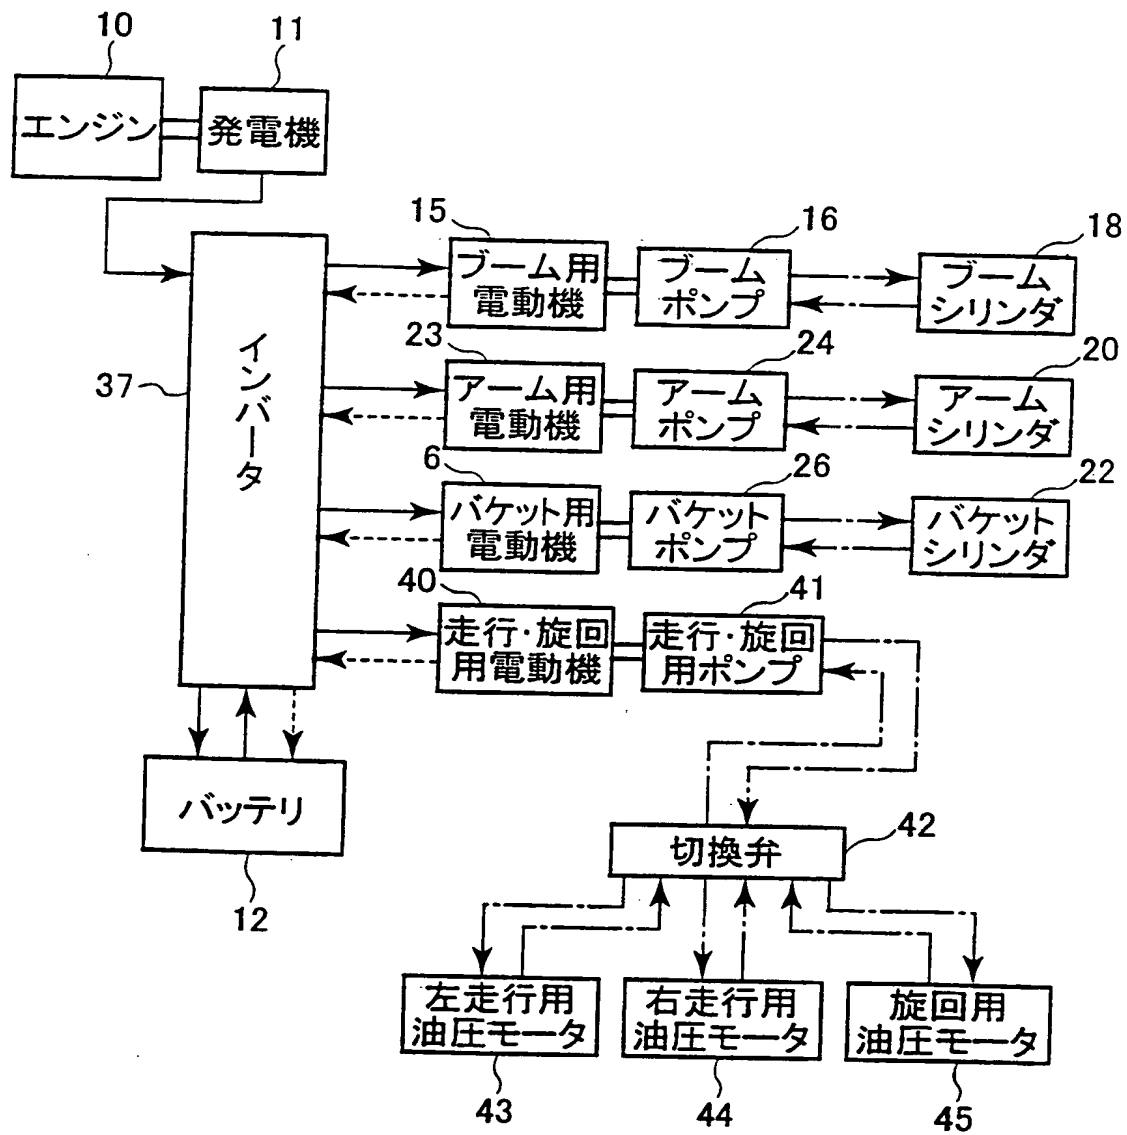 10
11
エンジン
発電機
15
16
18
ブーム用
電動機
ブーム
ポンプ
ブーム
シリンダ
37
インバータ
23
24
20
アーム用
電動機
アーム
ポンプ
アーム
シリンダ
6
26
22
バケット用
電動機
バケット
ポンプ
バケット
シリンダ
40
41
走行・旋回
用電動機
走行・旋回
用ポンプ
バッテリ
12
切換弁
42
左走行用
油圧モータ
右走行用
油圧モータ
旋回用
油圧モータ
43
44
45